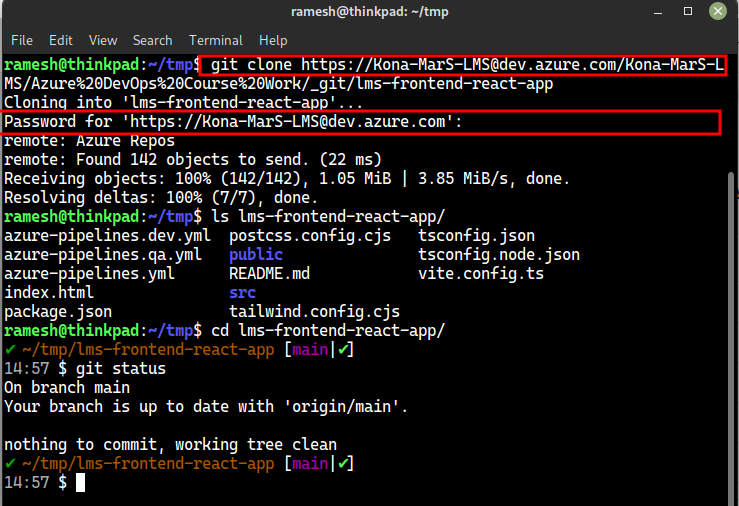 ramesh@thinkpad: ~/tmp
File Edit View Search Terminal Help
ramesh@thinkpad:~/tmp$ git clone https://Kona-MarS-LMS@dev.azure.com/Kona-MarS-L
MS/Azure%20DevOps%20Course%20Work/_git/lms-frontend-react-app
Cloning into 'lms-frontend-react-app'...
Password for 'https://Kona-MarS-LMS@dev.azure.com':
remote: Azure Repos
remote: Found 142 objects to send. (22 ms)
Receiving objects: 100% (142/142), 1.05 MiB | 3.85 MiB/s, done.
Resolving deltas: 100% (7/7), done.
ramesh@thinkpad:~/tmp$ ls lms-frontend-react-app/
azure-pipelines.dev.yml postcss.config.cjs tsconfig.json
azure-pipelines.qa.yml public tsconfig.node.json
azure-pipelines.yml README.md vite.config.ts
index.html src
package.json tailwind.config.cjs
ramesh@thinkpad:~/tmp$ cd lms-frontend-react-app/
✔ ~/tmp/lms-frontend-react-app [main|✔]
14:57 $ git status
On branch main
Your branch is up to date with 'origin/main'.
nothing to commit, working tree clean
✔ ~/tmp/lms-frontend-react-app [main|✔]
14:57 $